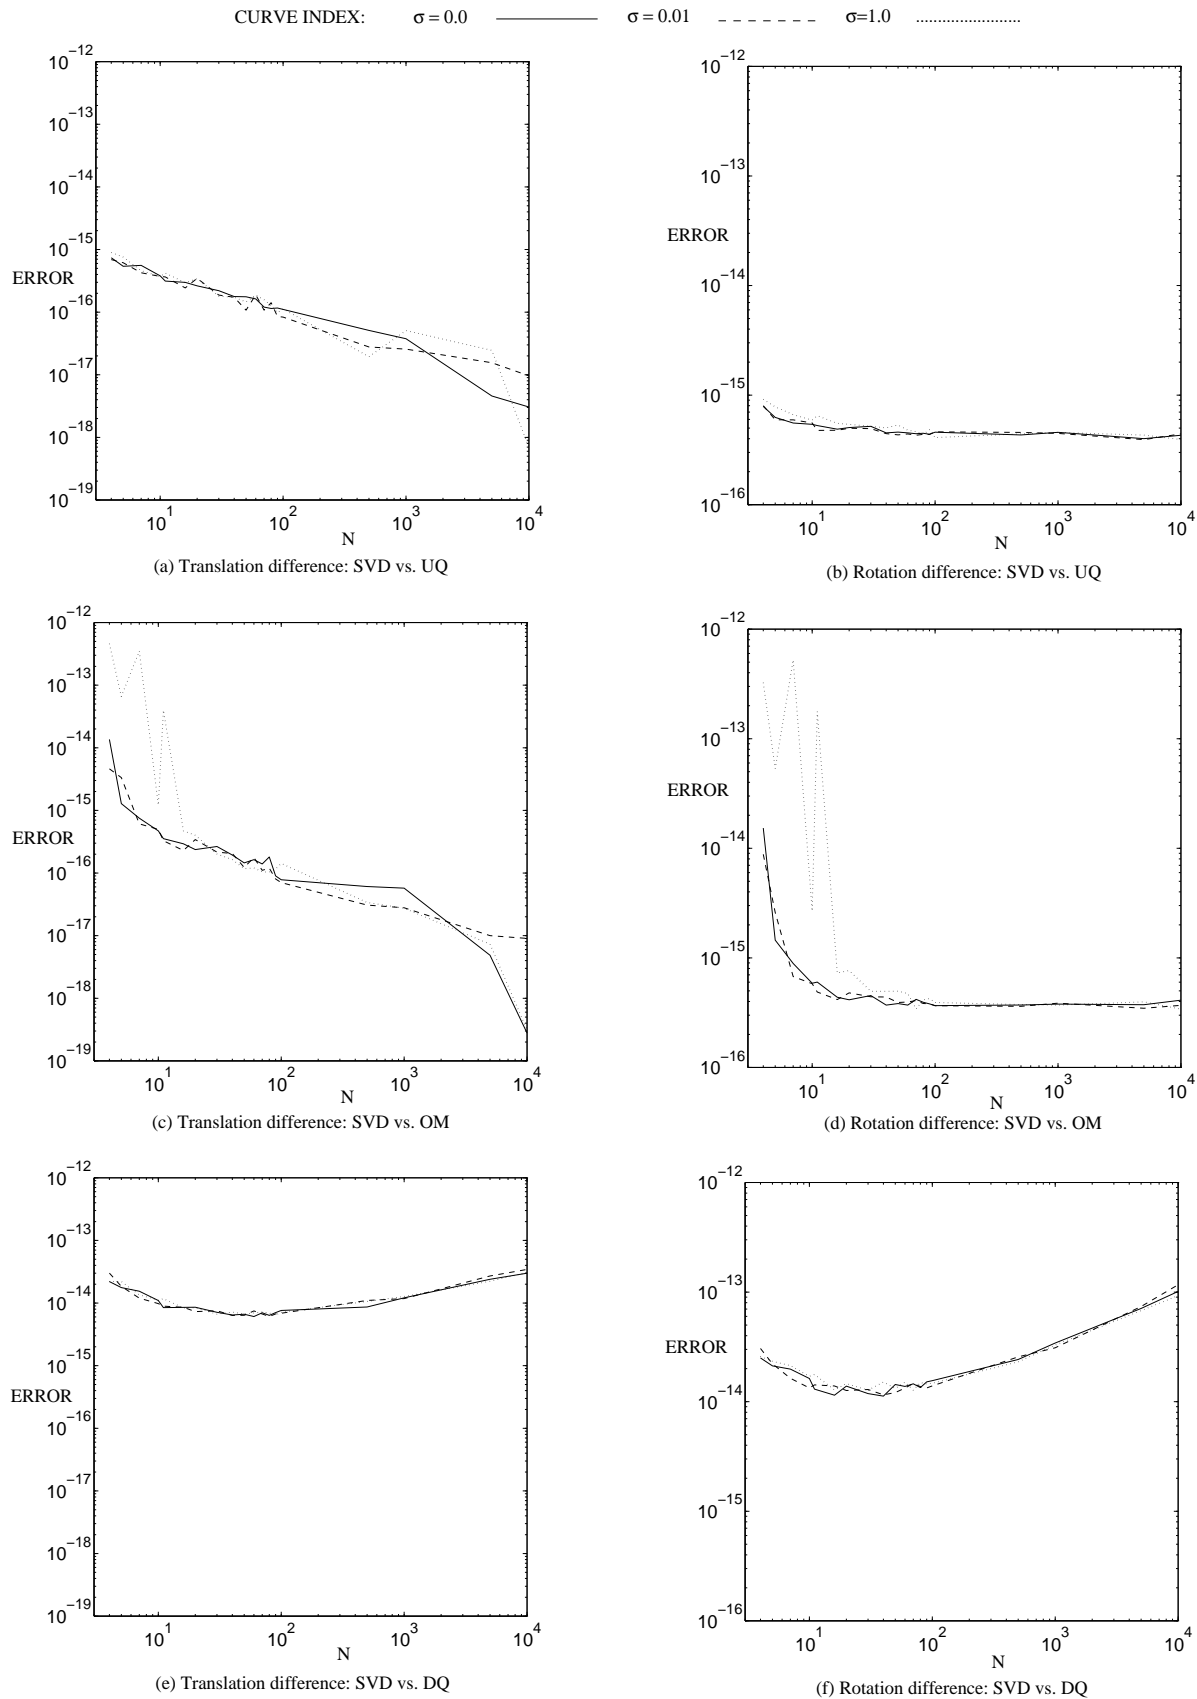 CURVE INDEX: σ = 0.0 σ = 0.01 σ=1.0
10^−12
10^−13
10^−14
10^−15
ERROR
10^−16
10^−17
10^−18
10^−19
10^1 10^2 10^3 10^4
N
(a) Translation difference: SVD vs. UQ
10^−12
10^−13
ERROR
10^−14
10^−15
10^−16
10^1 10^2 10^3 10^4
N
(b) Rotation difference: SVD vs. UQ
10^−12
10^−13
10^−14
10^−15
ERROR
10^−16
10^−17
10^−18
10^−19
10^1 10^2 10^3 10^4
N
(c) Translation difference: SVD vs. OM
10^−12
10^−13
ERROR
10^−14
10^−15
10^−16
10^1 10^2 10^3 10^4
N
(d) Rotation difference: SVD vs. OM
10^−12
10^−13
10^−14
10^−15
ERROR
10^−16
10^−17
10^−18
10^−19
10^1 10^2 10^3 10^4
N
(e) Translation difference: SVD vs. DQ
10^−12
10^−13
ERROR
10^−14
10^−15
10^−16
10^1 10^2 10^3 10^4
N
(f) Rotation difference: SVD vs. DQ